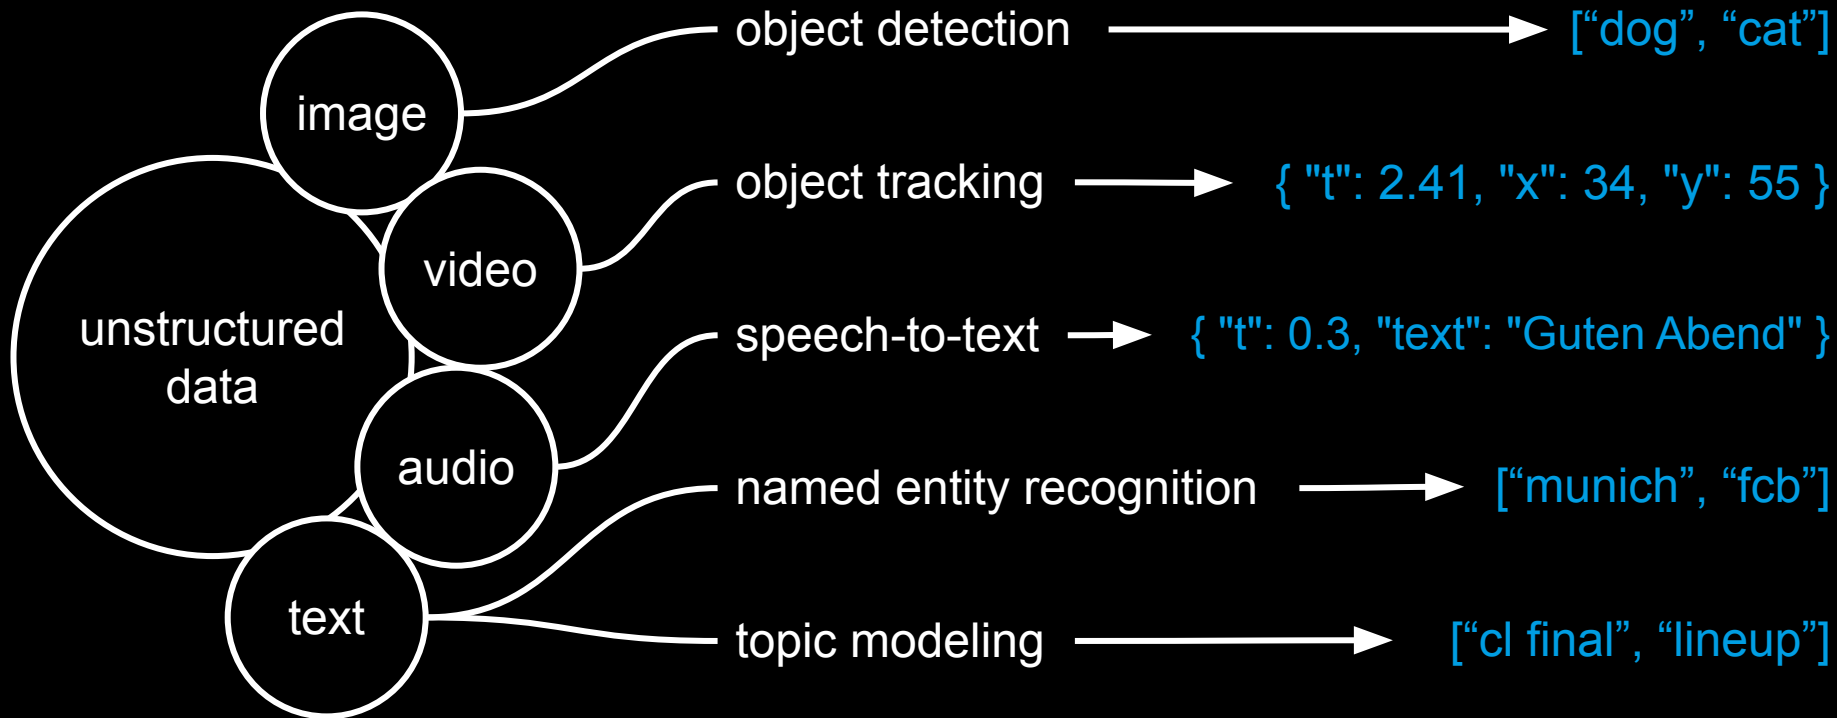 image
video
unstructured
data
audio
text
object detection
["dog", "cat"]
object tracking
{ "t": 2.41, "x": 34, "y": 55 }
speech-to-text
{ "t": 0.3, "text": "Guten Abend" }
named entity recognition
[“munich”, “fcb”]
topic modeling
[“cl final”, “lineup”]